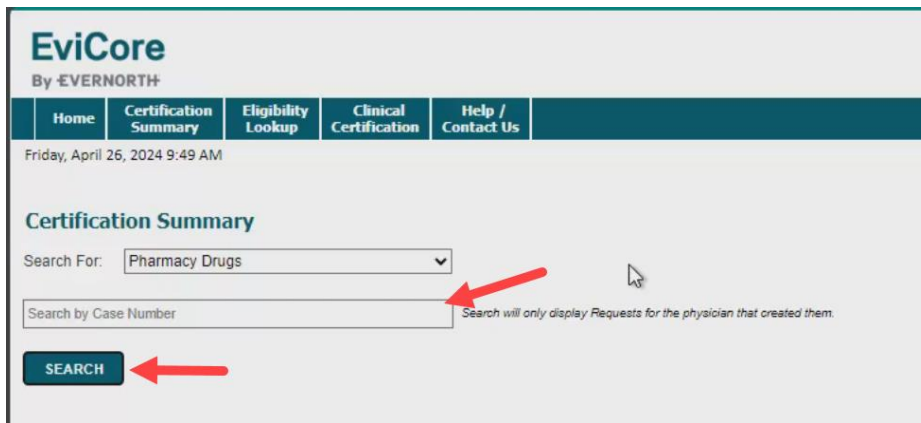 EviCore
By EVERNORTH
Home
Certification
Summary
Eligibility
Lookup
Clinical
Certification
Help /
Contact Us
Friday, April 26, 2024 9:49 AM
Certification Summary
Search For: Pharmacy Drugs
Search by Case Number Search will only display Requests for the physician that created them.
SEARCH